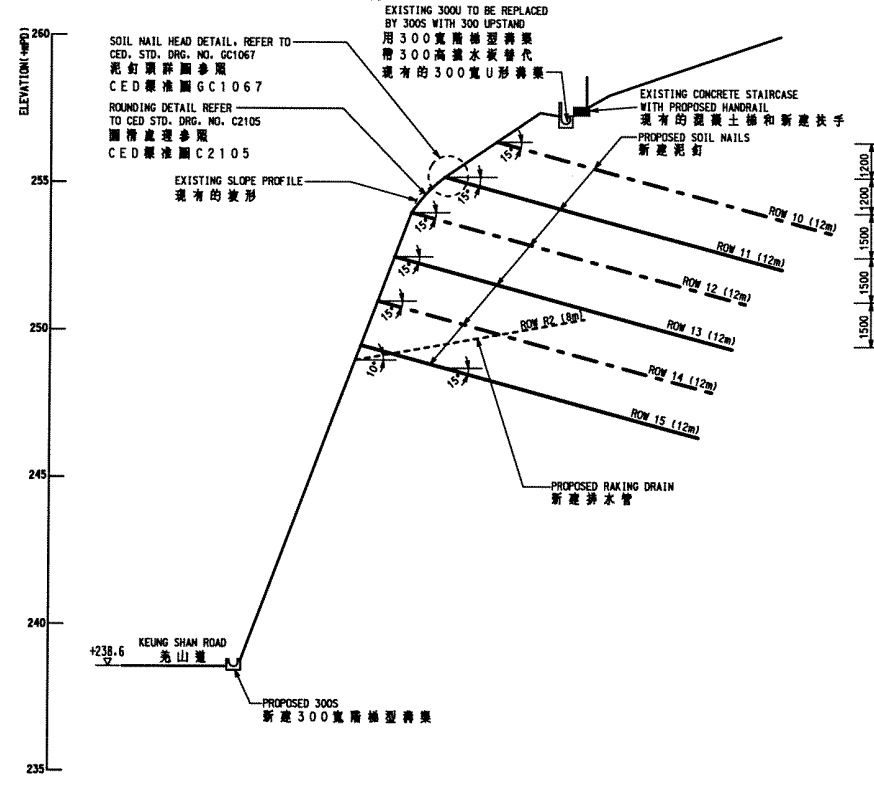 EXISTING 300U TO BE REPLACED
BY 300S WITH 300 UPSTAND
用300寬階梯型溝渠
帶300高擋水板替代
現有的300寬U形溝渠
SOIL NAIL HEAD DETAIL, REFER TO
CED. STD. DRG. NO. GC1067
泥釘頭詳圖參照
CED標准圖GC1067
ROUNDING DETAIL REFER
TO CED STD. DRG. NO. C2105
圓滑處理參照
CED標准圖C2105
EXISTING SLOPE PROFILE
現有的坡形
EXISTING CONCRETE STAIRCASE
WITH PROPOSED HANDRAIL
現有的混凝土梯和新建扶手
PROPOSED SOIL NAILS
新建泥釘
ELEVATION(+mPD)
260
255
250
245
240
235
15°
15°
15°
15°
15°
10°
15°
ROW 10 (12m)
ROW 11 (12m)
ROW 12 (12m)
ROW 13 (12m)
ROW R2 (8m)
ROW 14 (12m)
ROW 15 (12m)
1200
1200
1500
1500
1500
PROPOSED RAKING DRAIN
新建排水管
KEUNG SHAN ROAD
羌山道
+238.6
PROPOSED 300S
新建300寬階梯型溝渠